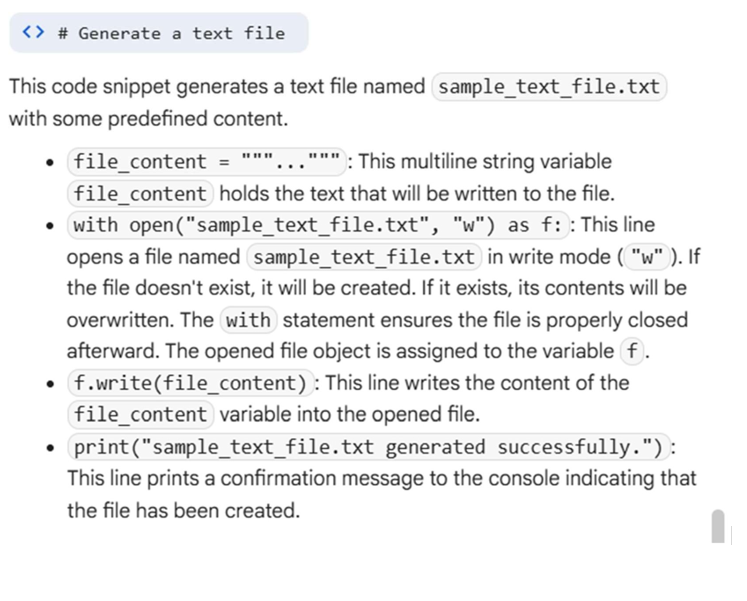 <> # Generate a text file
This code snippet generates a text file named sample_text_file.txt
with some predefined content.
• file_content = """...""": This multiline string variable
file_content holds the text that will be written to the file.
• with open("sample_text_file.txt", "w") as f:: This line
opens a file named sample_text_file.txt in write mode ( "w" ). If
the file doesn't exist, it will be created. If it exists, its contents will be
overwritten. The with statement ensures the file is properly closed
afterward. The opened file object is assigned to the variable f.
• f.write(file_content): This line writes the content of the
file_content variable into the opened file.
• print("sample_text_file.txt generated successfully."):
This line prints a confirmation message to the console indicating that
the file has been created.